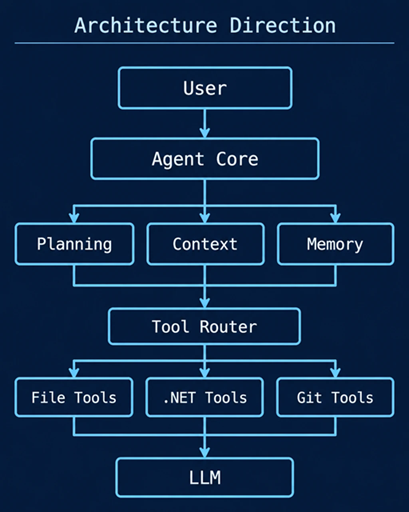 Architecture Direction
User
Agent Core
Planning
Context
Memory
Tool Router
File Tools
.NET Tools
Git Tools
LLM